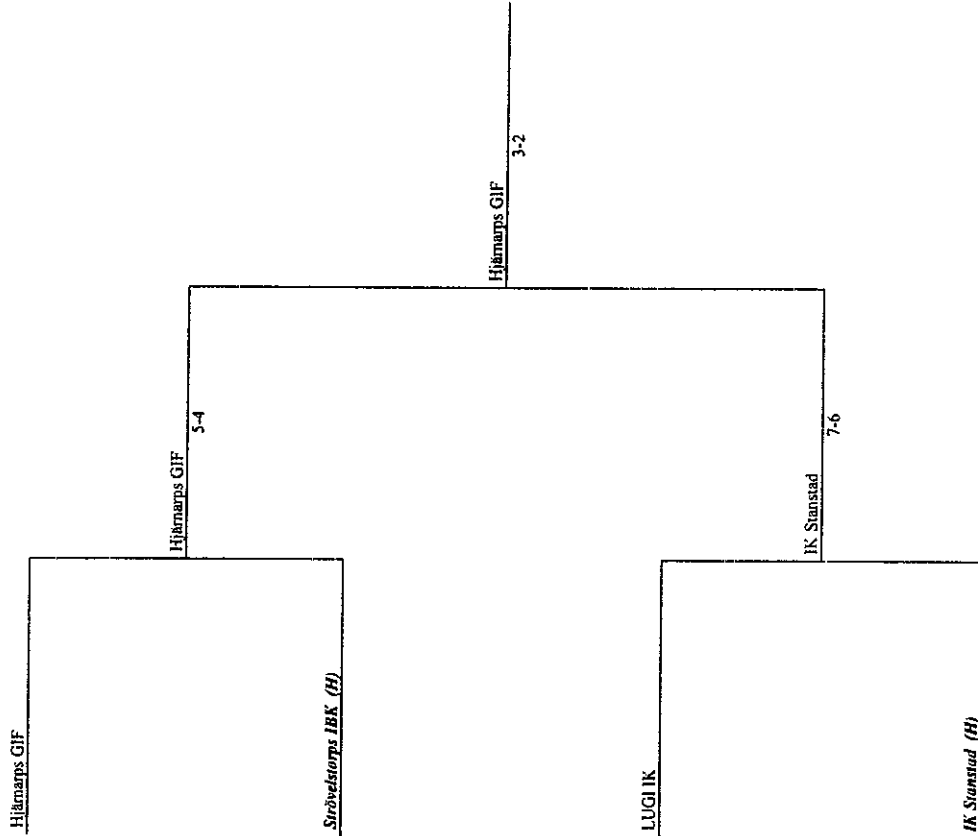 Hjärnarps GIF
Strövelstorps IBK (H)
LUGI IK
IK Stanstad (H)
Hjärnarps GIF
5-4
IK Stanstad
7-6
Hjärnarps GIF
3-2